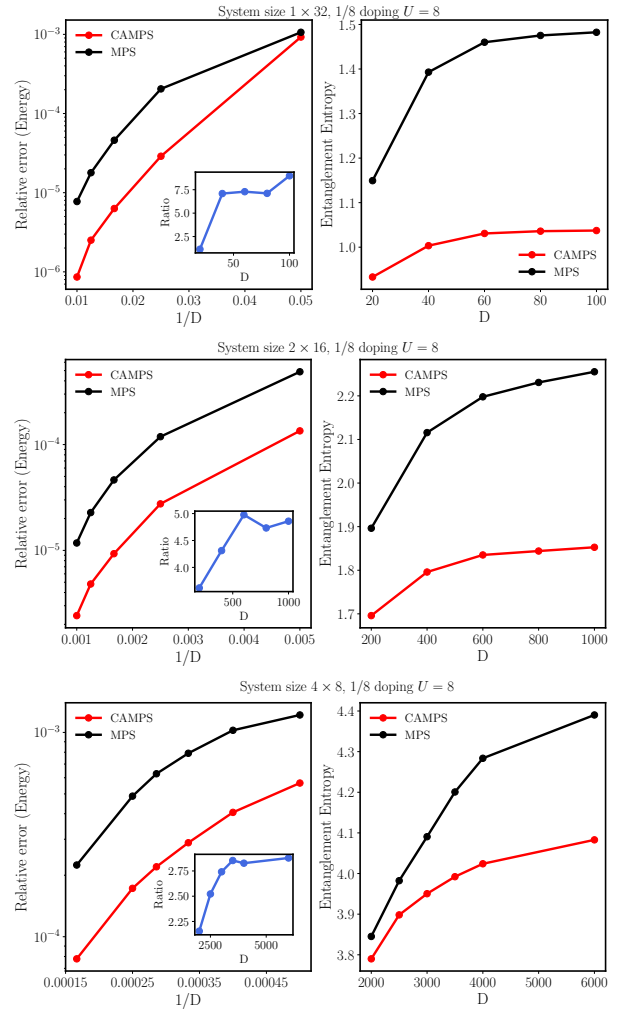 System size 1 × 32, 1/8 doping U = 8
10⁻³
10⁻⁴
10⁻⁵
10⁻⁶
Relative error (Energy)
CAMPS
MPS
Ratio
7.5
5.0
2.5
50
100
D
0.01
0.02
0.03
0.04
0.05
1/D
Entanglement Entropy
1.5
1.4
1.3
1.2
1.1
1.0
CAMPS
MPS
20
40
60
80
100
D
System size 2 × 16, 1/8 doping U = 8
Relative error (Energy)
10⁻⁴
10⁻⁵
CAMPS
MPS
Ratio
5.0
4.5
4.0
500
1000
D
0.001
0.002
0.003
0.004
0.005
1/D
Entanglement Entropy
2.2
2.1
2.0
1.9
1.8
1.7
CAMPS
MPS
200
400
600
800
1000
D
System size 4 × 8, 1/8 doping U = 8
Relative error (Energy)
10⁻³
10⁻⁴
CAMPS
MPS
Ratio
2.75
2.50
2.25
2500
5000
D
0.00015
0.00025
0.00035
0.00045
1/D
Entanglement Entropy
4.4
4.3
4.2
4.1
4.0
3.9
3.8
CAMPS
MPS
2000
3000
4000
5000
6000
D